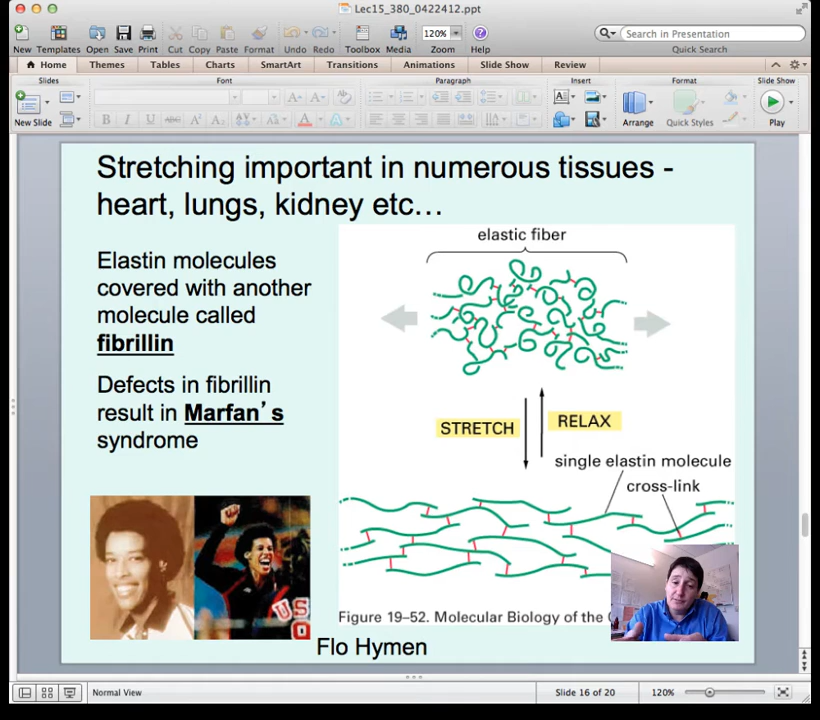 Lec15_380_0422412.ppt
New Templates Open Save Print Cut Copy Paste Format Undo Redo Toolbox Media Zoom Help
120%
Search in Presentation
Quick Search
Home Themes Tables Charts SmartArt Transitions Animations Slide Show Review
Slides Font Paragraph Insert Format Slide Show
New Slide
B I U ABC A A A A
Arrange Quick Styles Play
Stretching important in numerous tissues -
heart, lungs, kidney etc…
Elastin molecules
covered with another
molecule called
fibrillin
Defects in fibrillin
result in Marfan's
syndrome
elastic fiber
STRETCH RELAX
single elastin molecule
cross-link
US
O
Figure 19–52. Molecular Biology of the
Flo Hymen
Normal View Slide 16 of 20 120%